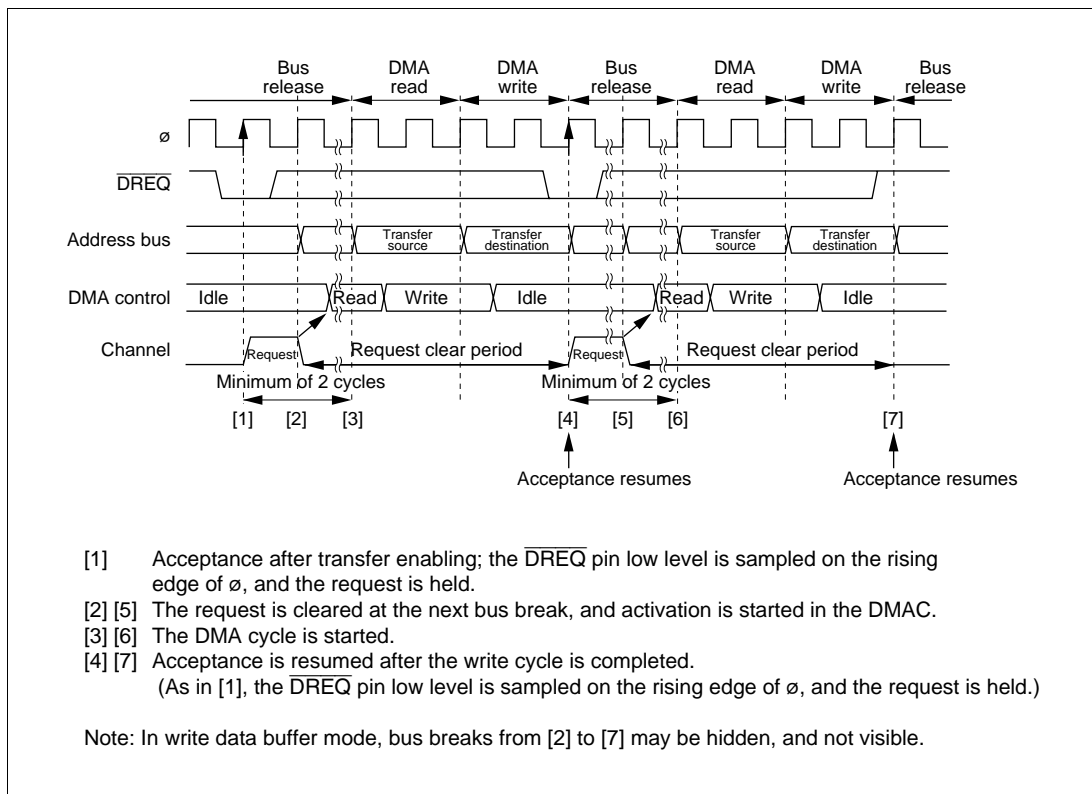 Bus release
DMA read
DMA write
Bus release
DMA read
DMA write
Bus release
ø
DREQ
Address bus
Transfer source
Transfer destination
Transfer source
Transfer destination
DMA control
Idle
Read
Write
Idle
Read
Write
Idle
Channel
Request
Request clear period
Request
Request clear period
Minimum of 2 cycles
Minimum of 2 cycles
[1]
[2]
[3]
[4]
[5]
[6]
[7]
Acceptance resumes
Acceptance resumes
[1] Acceptance after transfer enabling; the DREQ pin low level is sampled on the rising
edge of ø, and the request is held.
[2] [5] The request is cleared at the next bus break, and activation is started in the DMAC.
[3] [6] The DMA cycle is started.
[4] [7] Acceptance is resumed after the write cycle is completed.
(As in [1], the DREQ pin low level is sampled on the rising edge of ø, and the request is held.)
Note: In write data buffer mode, bus breaks from [2] to [7] may be hidden, and not visible.